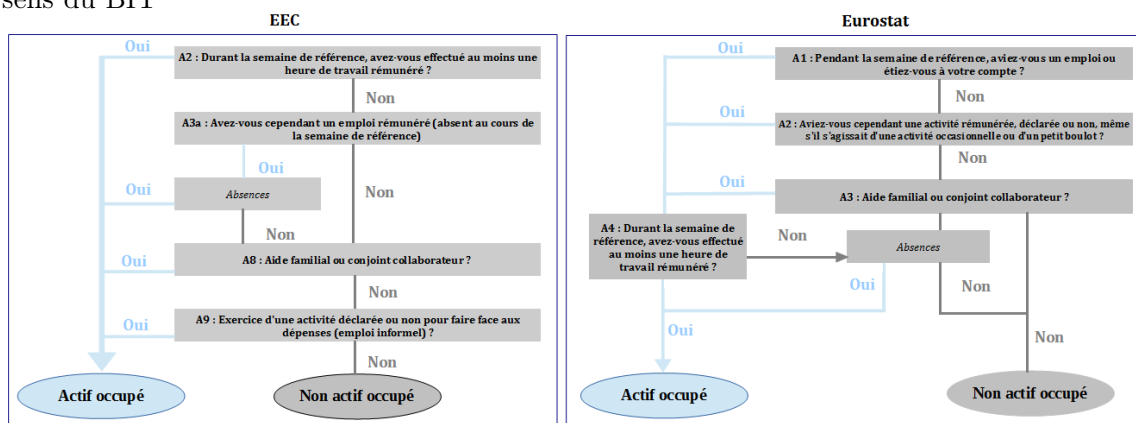 sens du BIT
EEC
Oui
A2 : Durant la semaine de référence, avez-vous effectué au moins une
heure de travail rémunéré ?
Non
A3a : Avez-vous cependant un emploi rémunéré (absent au cours de
la semaine de référence)
Oui
Oui
Absences
Non
Non
Oui
A8 : Aide familial ou conjoint collaborateur ?
Non
Oui
A9 : Exercice d'une activité déclarée ou non pour faire face aux
dépenses (emploi informel) ?
Non
Actif occupé
Non actif occupé
Eurostat
Oui
A1 : Pendant la semaine de référence, aviez-vous un emploi ou
étiez-vous à votre compte ?
Non
Oui
A2 : Aviez-vous cependant une activité rémunérée, déclarée ou non, même
s'il s'agissait d'une activité occasionnelle ou d'un petit boulot ?
Non
Oui
A3 : Aide familial ou conjoint collaborateur ?
A4 : Durant la semaine de
référence, avez-vous effectué
au moins une heure de
travail rémunéré ?
Non
Absences
Oui
Non
Oui
Non
Actif occupé
Non actif occupé